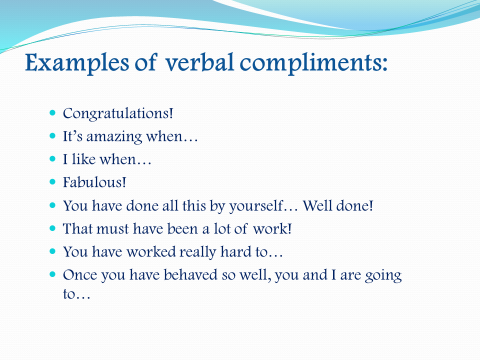 Examples of verbal compliments:
Congratulations!
It's amazing when…
I like when…
Fabulous!
You have done all this by yourself… Well done!
That must have been a lot of work!
You have worked really hard to…
Once you have behaved so well, you and I are going
to…